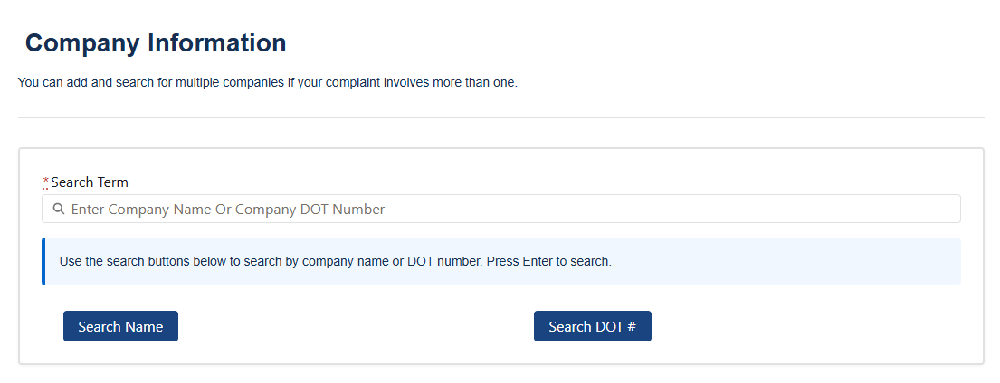 Company Information
You can add and search for multiple companies if your complaint involves more than one.
*Search Term
Enter Company Name Or Company DOT Number
Use the search buttons below to search by company name or DOT number. Press Enter to search.
Search Name
Search DOT #